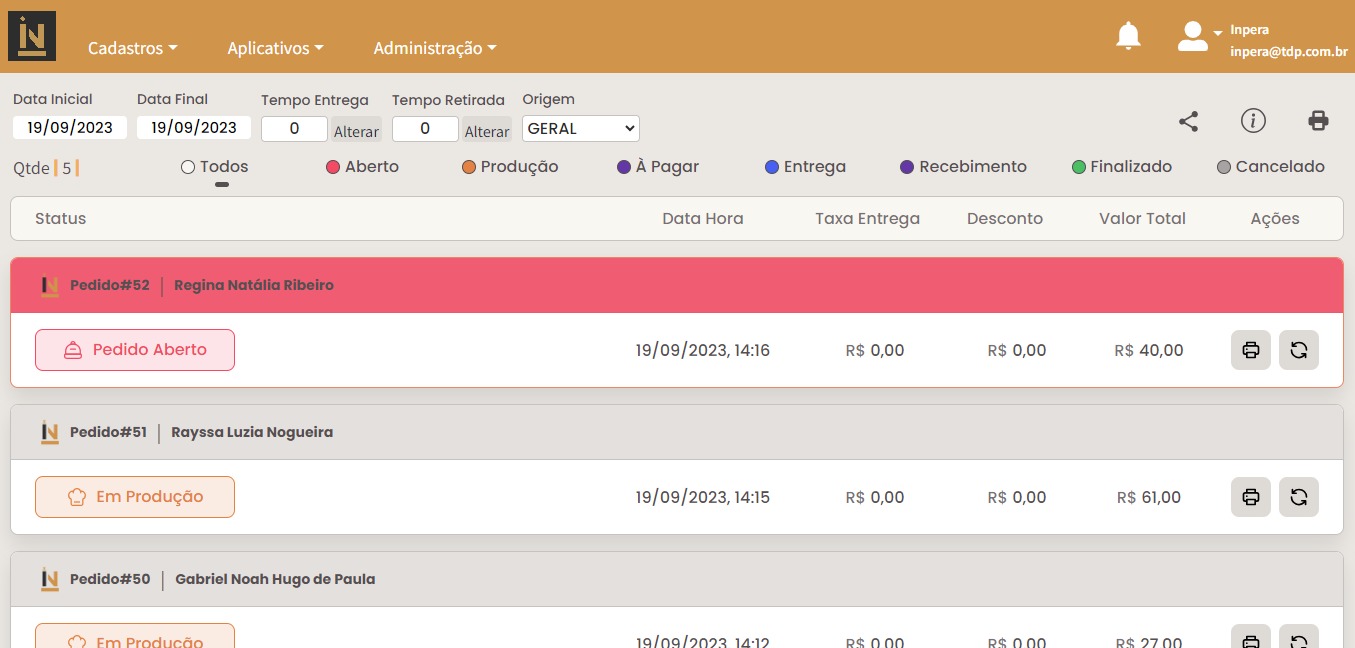 iN
Cadastros Aplicativos Administração
Inpera
inpera@tdp.com.br
Data Inicial Data Final Tempo Entrega Tempo Retirada Origem
19/09/2023 19/09/2023 0 Alterar 0 Alterar GERAL
Qtde | 5 | Todos Aberto Produção À Pagar Entrega Recebimento Finalizado Cancelado
Status Data Hora Taxa Entrega Desconto Valor Total Ações
iN Pedido#52 | Regina Natália Ribeiro
Pedido Aberto 19/09/2023, 14:16 R$ 0,00 R$ 0,00 R$ 40,00
iN Pedido#51 | Rayssa Luzia Nogueira
Em Produção 19/09/2023, 14:15 R$ 0,00 R$ 0,00 R$ 61,00
iN Pedido#50 | Gabriel Noah Hugo de Paula
Em Produção 19/09/2023, 14:12 R$ 0,00 R$ 0,00 R$ 27,00